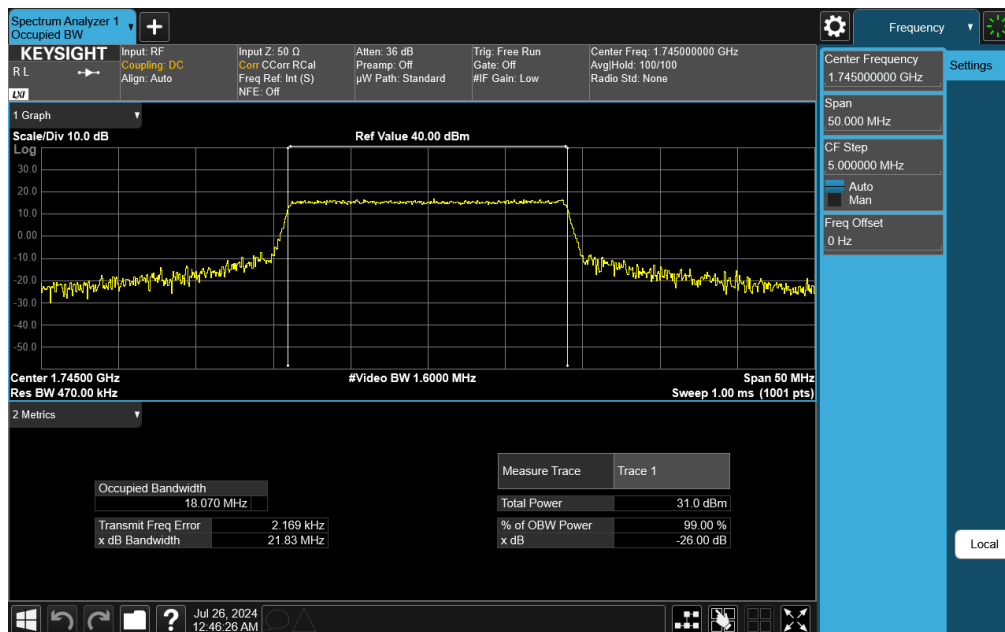 Spectrum Analyzer 1
Occupied BW
Frequency
KEYSIGHT
R L
LXI
Input: RF
Coupling: DC
Align: Auto
Input Z: 50 Ω
Corr CCorr RCal
Freq Ref: Int (S)
NFE: Off
Atten: 36 dB
Preamp: Off
µW Path: Standard
Trig: Free Run
Gate: Off
#IF Gain: Low
Center Freq: 1.745000000 GHz
Avg|Hold: 100/100
Radio Std: None
Center Frequency
1.745000000 GHz
Settings
Span
50.000 MHz
CF Step
5.000000 MHz
Auto
Man
Freq Offset
0 Hz
Local
1 Graph
Scale/Div 10.0 dB
Ref Value 40.00 dBm
Log
30.0
20.0
10.0
0.00
-10.0
-20.0
-30.0
-40.0
-50.0
Center 1.74500 GHz
#Video BW 1.6000 MHz
Span 50 MHz
Res BW 470.00 kHz
Sweep 1.00 ms (1001 pts)
2 Metrics
Measure Trace Trace 1
Occupied Bandwidth
18.070 MHz
Total Power 31.0 dBm
Transmit Freq Error 2.169 kHz
% of OBW Power 99.00 %
x dB Bandwidth 21.83 MHz
x dB -26.00 dB
?
Jul 26, 2024
12:46:26 AM